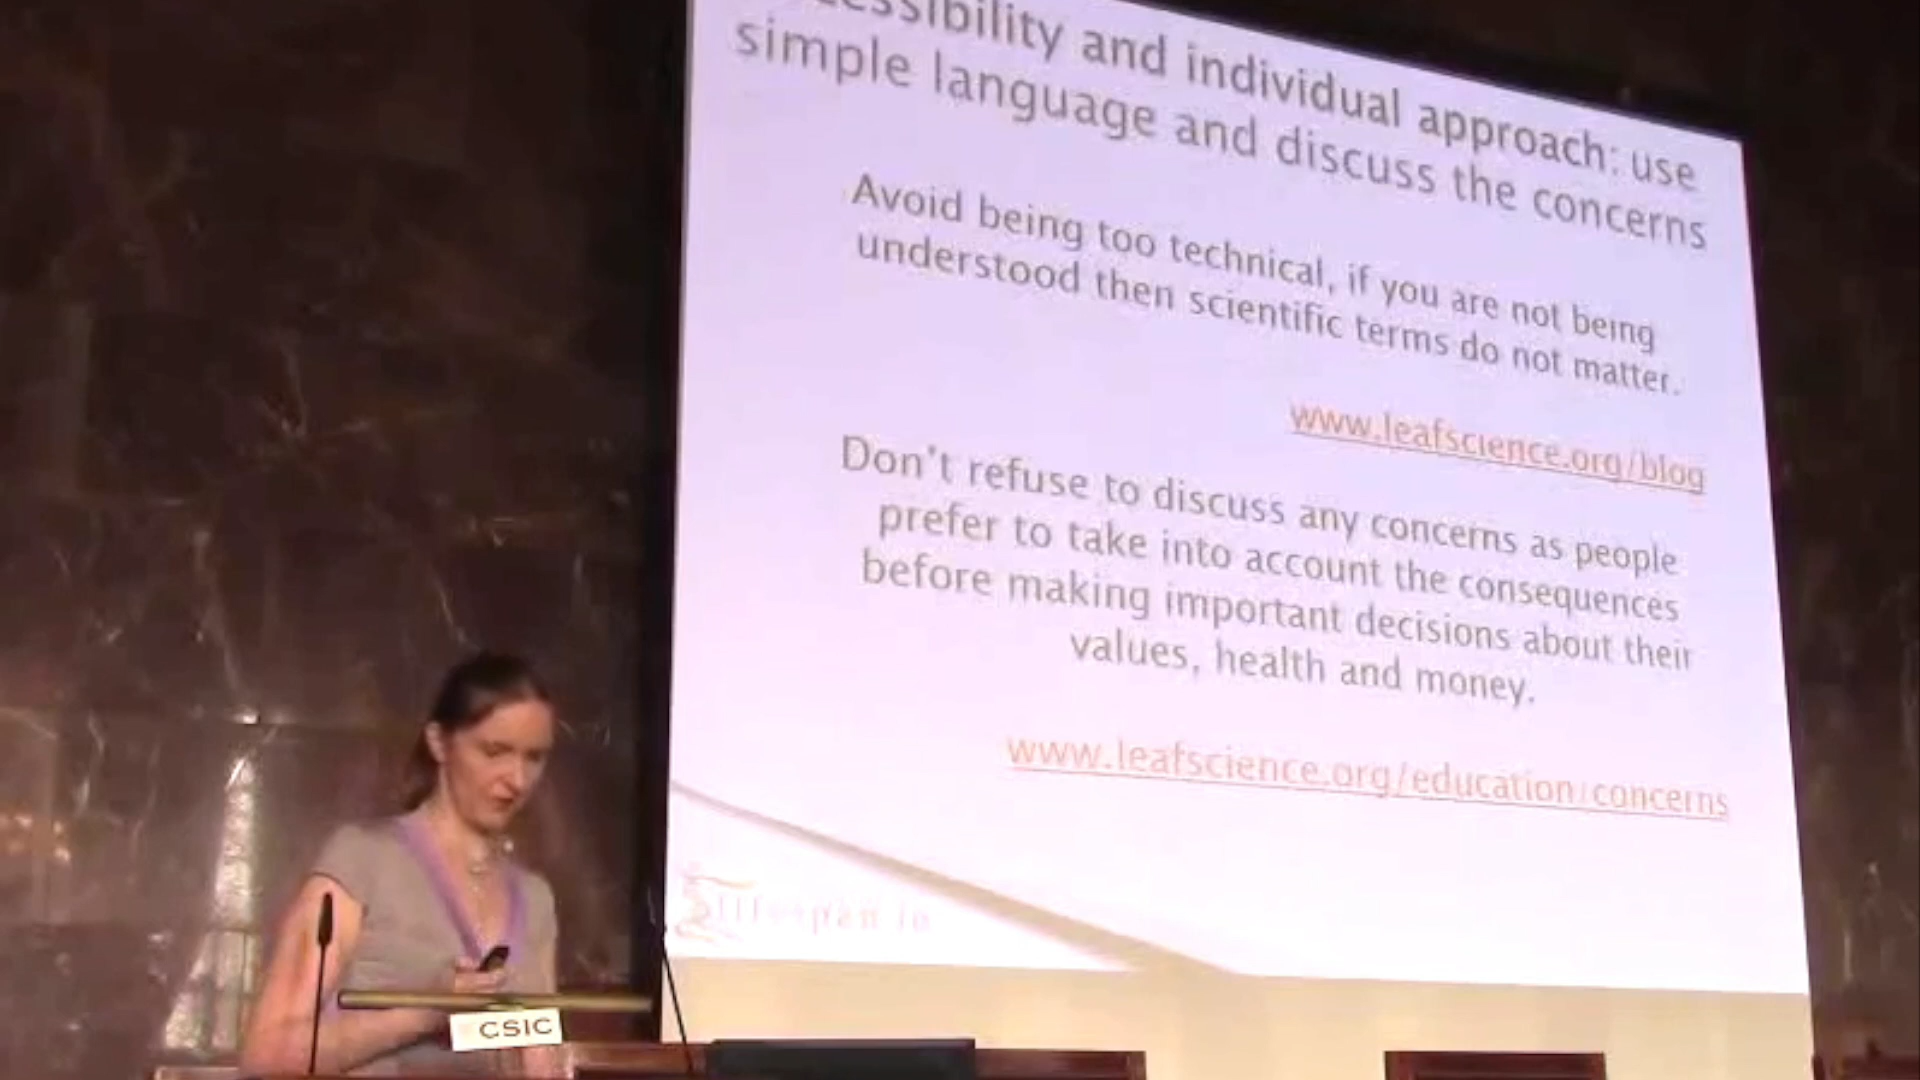 and individual approach: use
simple language and discuss the concerns
Avoid being too technical, if you are not being
understood then scientific terms do not matter.
www.leafscience.org/blog
Don't refuse to discuss any concerns as people
prefer to take into account the consequences
before making important decisions about their
values, health and money.
www.leafscience.org/education/concerns
lifespan.io
CSIC